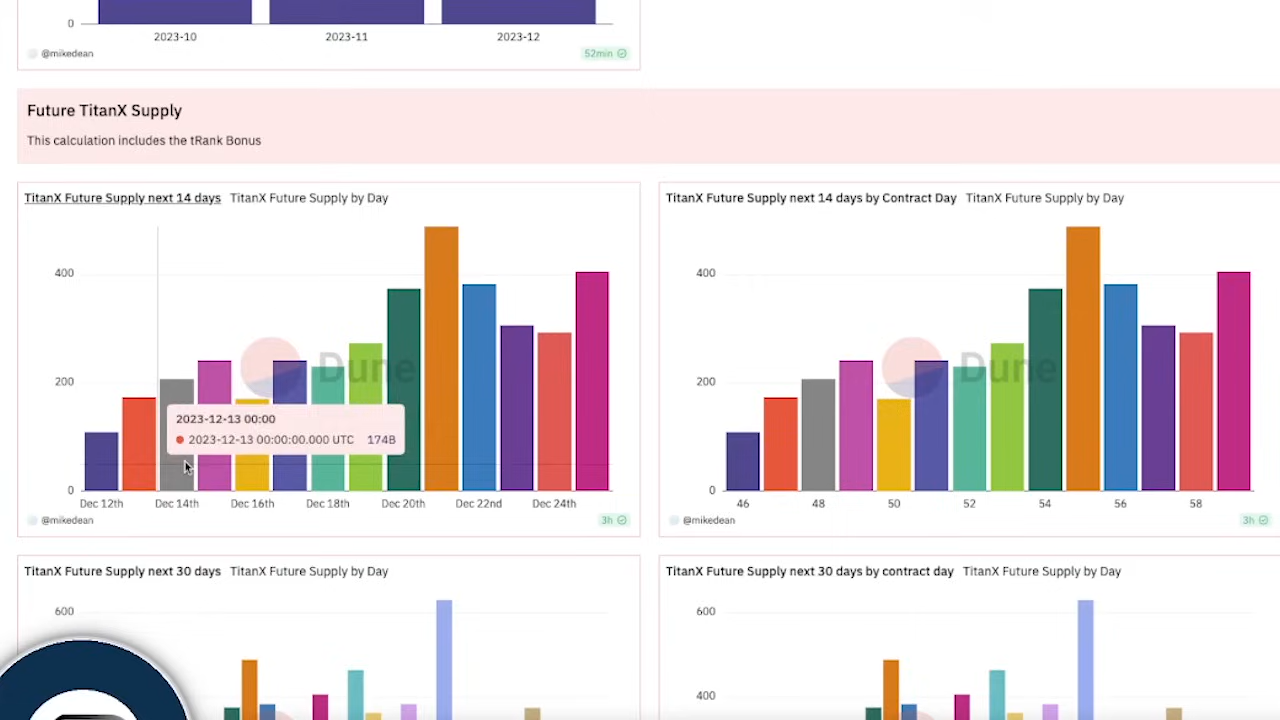 0
2023-10 2023-11 2023-12
@mikedean 52min
Future TitanX Supply
This calculation includes the tRank Bonus
TitanX Future Supply next 14 days TitanX Future Supply by Day
400
200
0
Dune
2023-12-13 00:00
2023-12-13 00:00:00.000 UTC 174B
Dec 12th Dec 14th Dec 16th Dec 18th Dec 20th Dec 22nd Dec 24th
@mikedean 3h
TitanX Future Supply next 14 days by Contract Day TitanX Future Supply by Day
400
200
0
Dune
46 48 50 52 54 56 58
@mikedean 3h
TitanX Future Supply next 30 days TitanX Future Supply by Day
600
TitanX Future Supply next 30 days by contract day TitanX Future Supply by Day
600
400